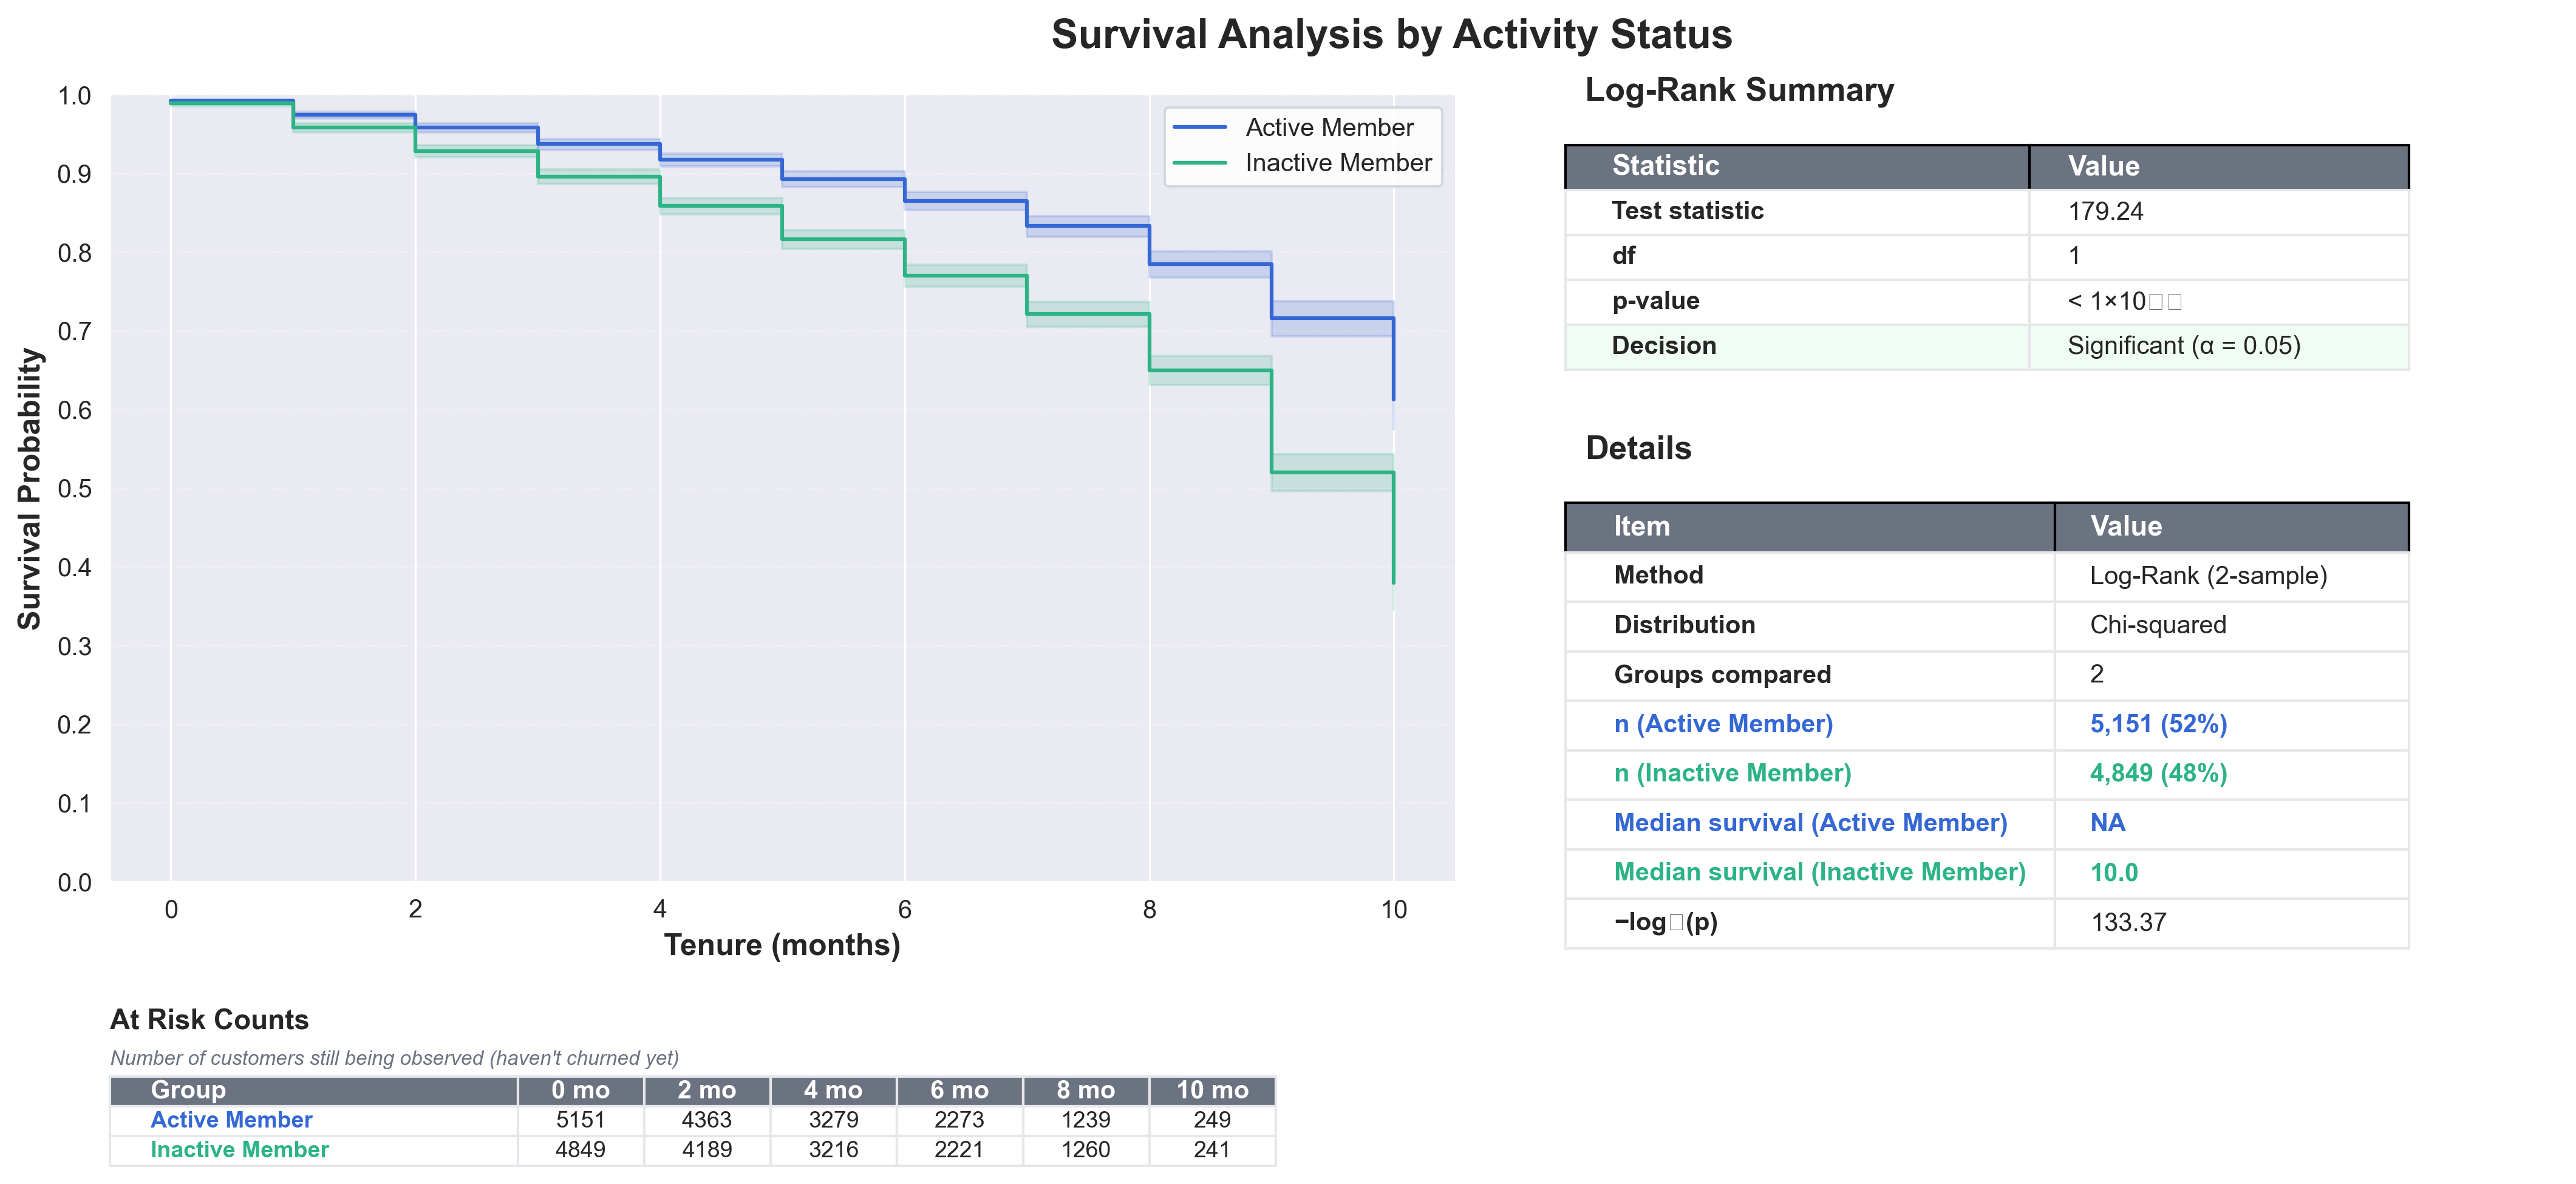 Survival Analysis by Activity Status
Survival Probability
1.0
0.9
0.8
0.7
0.6
0.5
0.4
0.3
0.2
0.1
0.0
0 2 4 6 8 10
Tenure (months)
Active Member
Inactive Member
Log-Rank Summary
Statistic Value
Test statistic 179.24
df 1
p-value < 1×10□□
Decision Significant (α = 0.05)
Details
Item Value
Method Log-Rank (2-sample)
Distribution Chi-squared
Groups compared 2
n (Active Member) 5,151 (52%)
n (Inactive Member) 4,849 (48%)
Median survival (Active Member) NA
Median survival (Inactive Member) 10.0
−log□(p) 133.37
At Risk Counts
Number of customers still being observed (haven't churned yet)
Group 0 mo 2 mo 4 mo 6 mo 8 mo 10 mo
Active Member 5151 4363 3279 2273 1239 249
Inactive Member 4849 4189 3216 2221 1260 241